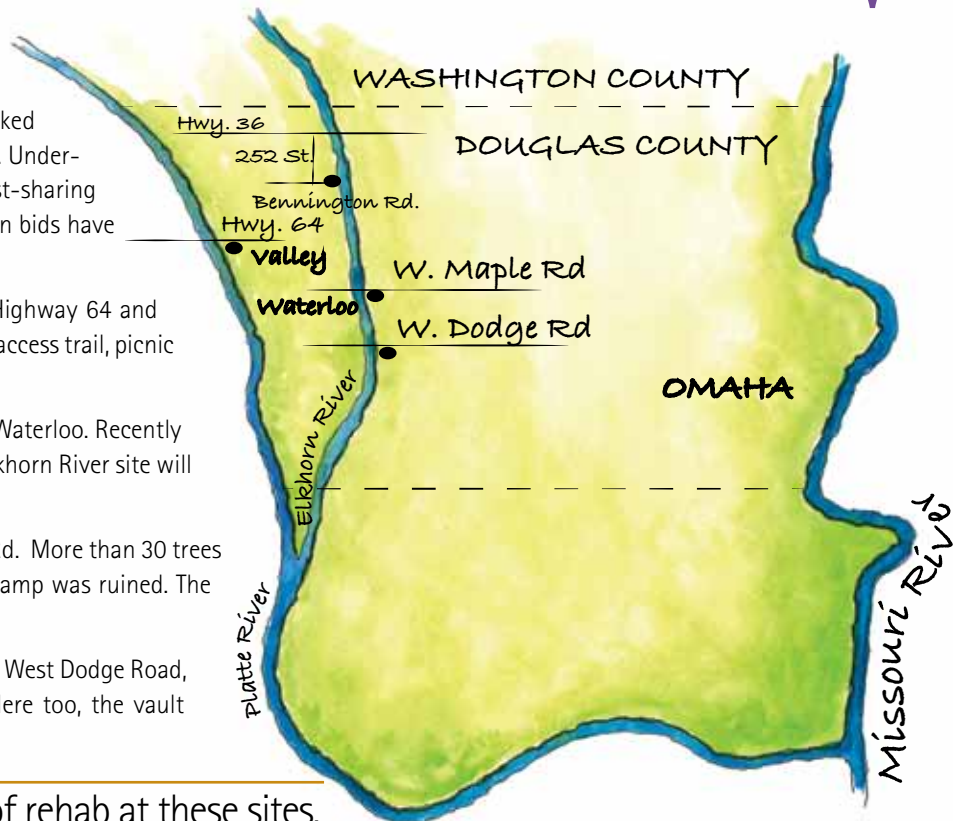 ked
Under-
st-sharing
n bids have
Highway 64 and
access trail, picnic
Waterloo. Recently
khorn River site will
d. More than 30 trees
amp was ruined. The
West Dodge Road,
ere too, the vault
of rehab at these sites.
WASHINGTON COUNTY
Hwy. 36
DOUGLAS COUNTY
252 St.
Bennington Rd.
Hwy. 64
Valley
W. Maple Rd
Waterloo
W. Dodge Rd
OMAHA
Elkhorn River
Platte River
Missouri River